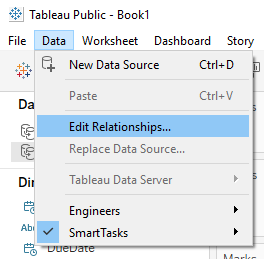 Tableau Public - Book1
File Data Worksheet Dashboard Story
New Data Source Ctrl+D
Paste Ctrl+V
Edit Relationships...
Replace Data Source...
Tableau Data Server
Engineers
SmartTasks
Da
Di
Abc
DueDate
Marks